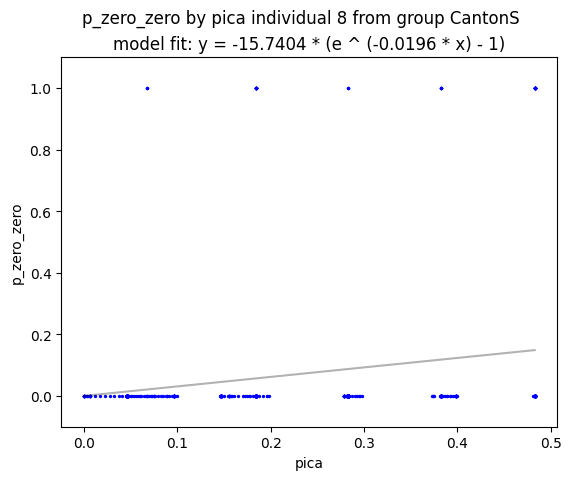 p_zero_zero by pica individual 8 from group CantonS
model fit: y = -15.7404 * (e ^ (-0.0196 * x) - 1)
1.0
0.8
0.6
0.4
0.2
0.0
p_zero_zero
0.0 0.1 0.2 0.3 0.4 0.5
pica